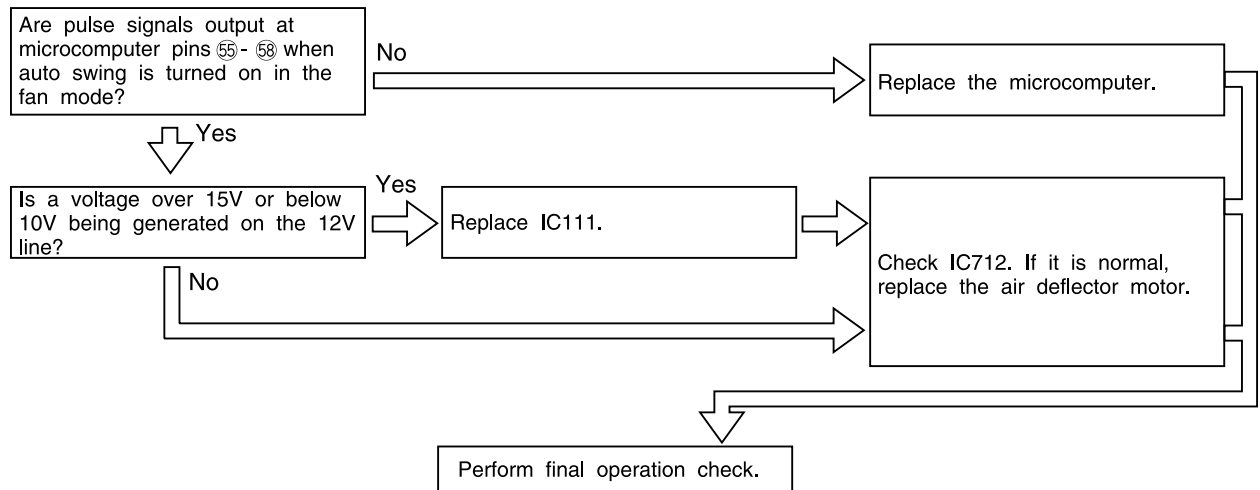 Are pulse signals output at
microcomputer pins ㊺- ㊽ when
auto swing is turned on in the
fan mode?
No
Replace the microcomputer.
Yes
Is a voltage over 15V or below
10V being generated on the 12V
line?
Yes
Replace IC111.
Check IC712. If it is normal,
replace the air deflector motor.
No
Perform final operation check.